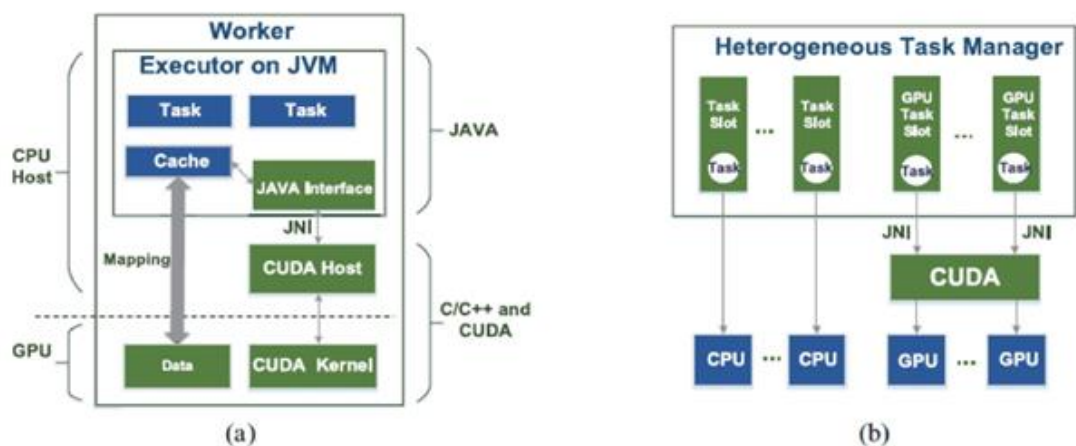 Worker
Executor on JVM
Task
Task
Cache
JAVA Interface
JNI
Mapping
CUDA Host
Data
CUDA Kernel
CPU
Host
GPU
JAVA
C/C++ and
CUDA
(a)
Heterogeneous Task Manager
Task
Slot
Task
...
Task
Slot
Task
GPU
Task
Slot
Task
...
GPU
Task
Slot
Task
JNI
JNI
CUDA
CPU
...
CPU
GPU
...
GPU
(b)